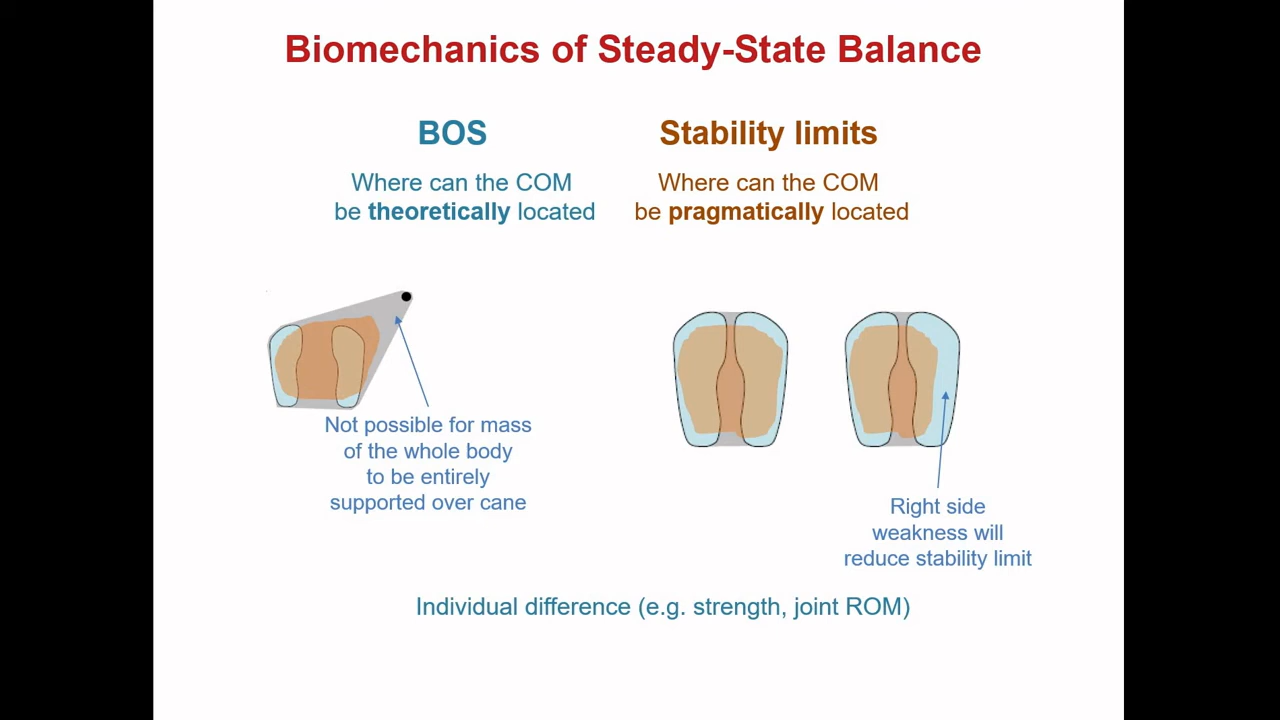 Biomechanics of Steady-State Balance
BOS
Where can the COM
be theoretically located
Stability limits
Where can the COM
be pragmatically located
Not possible for mass
of the whole body
to be entirely
supported over cane
Right side
weakness will
reduce stability limit
Individual difference (e.g. strength, joint ROM)